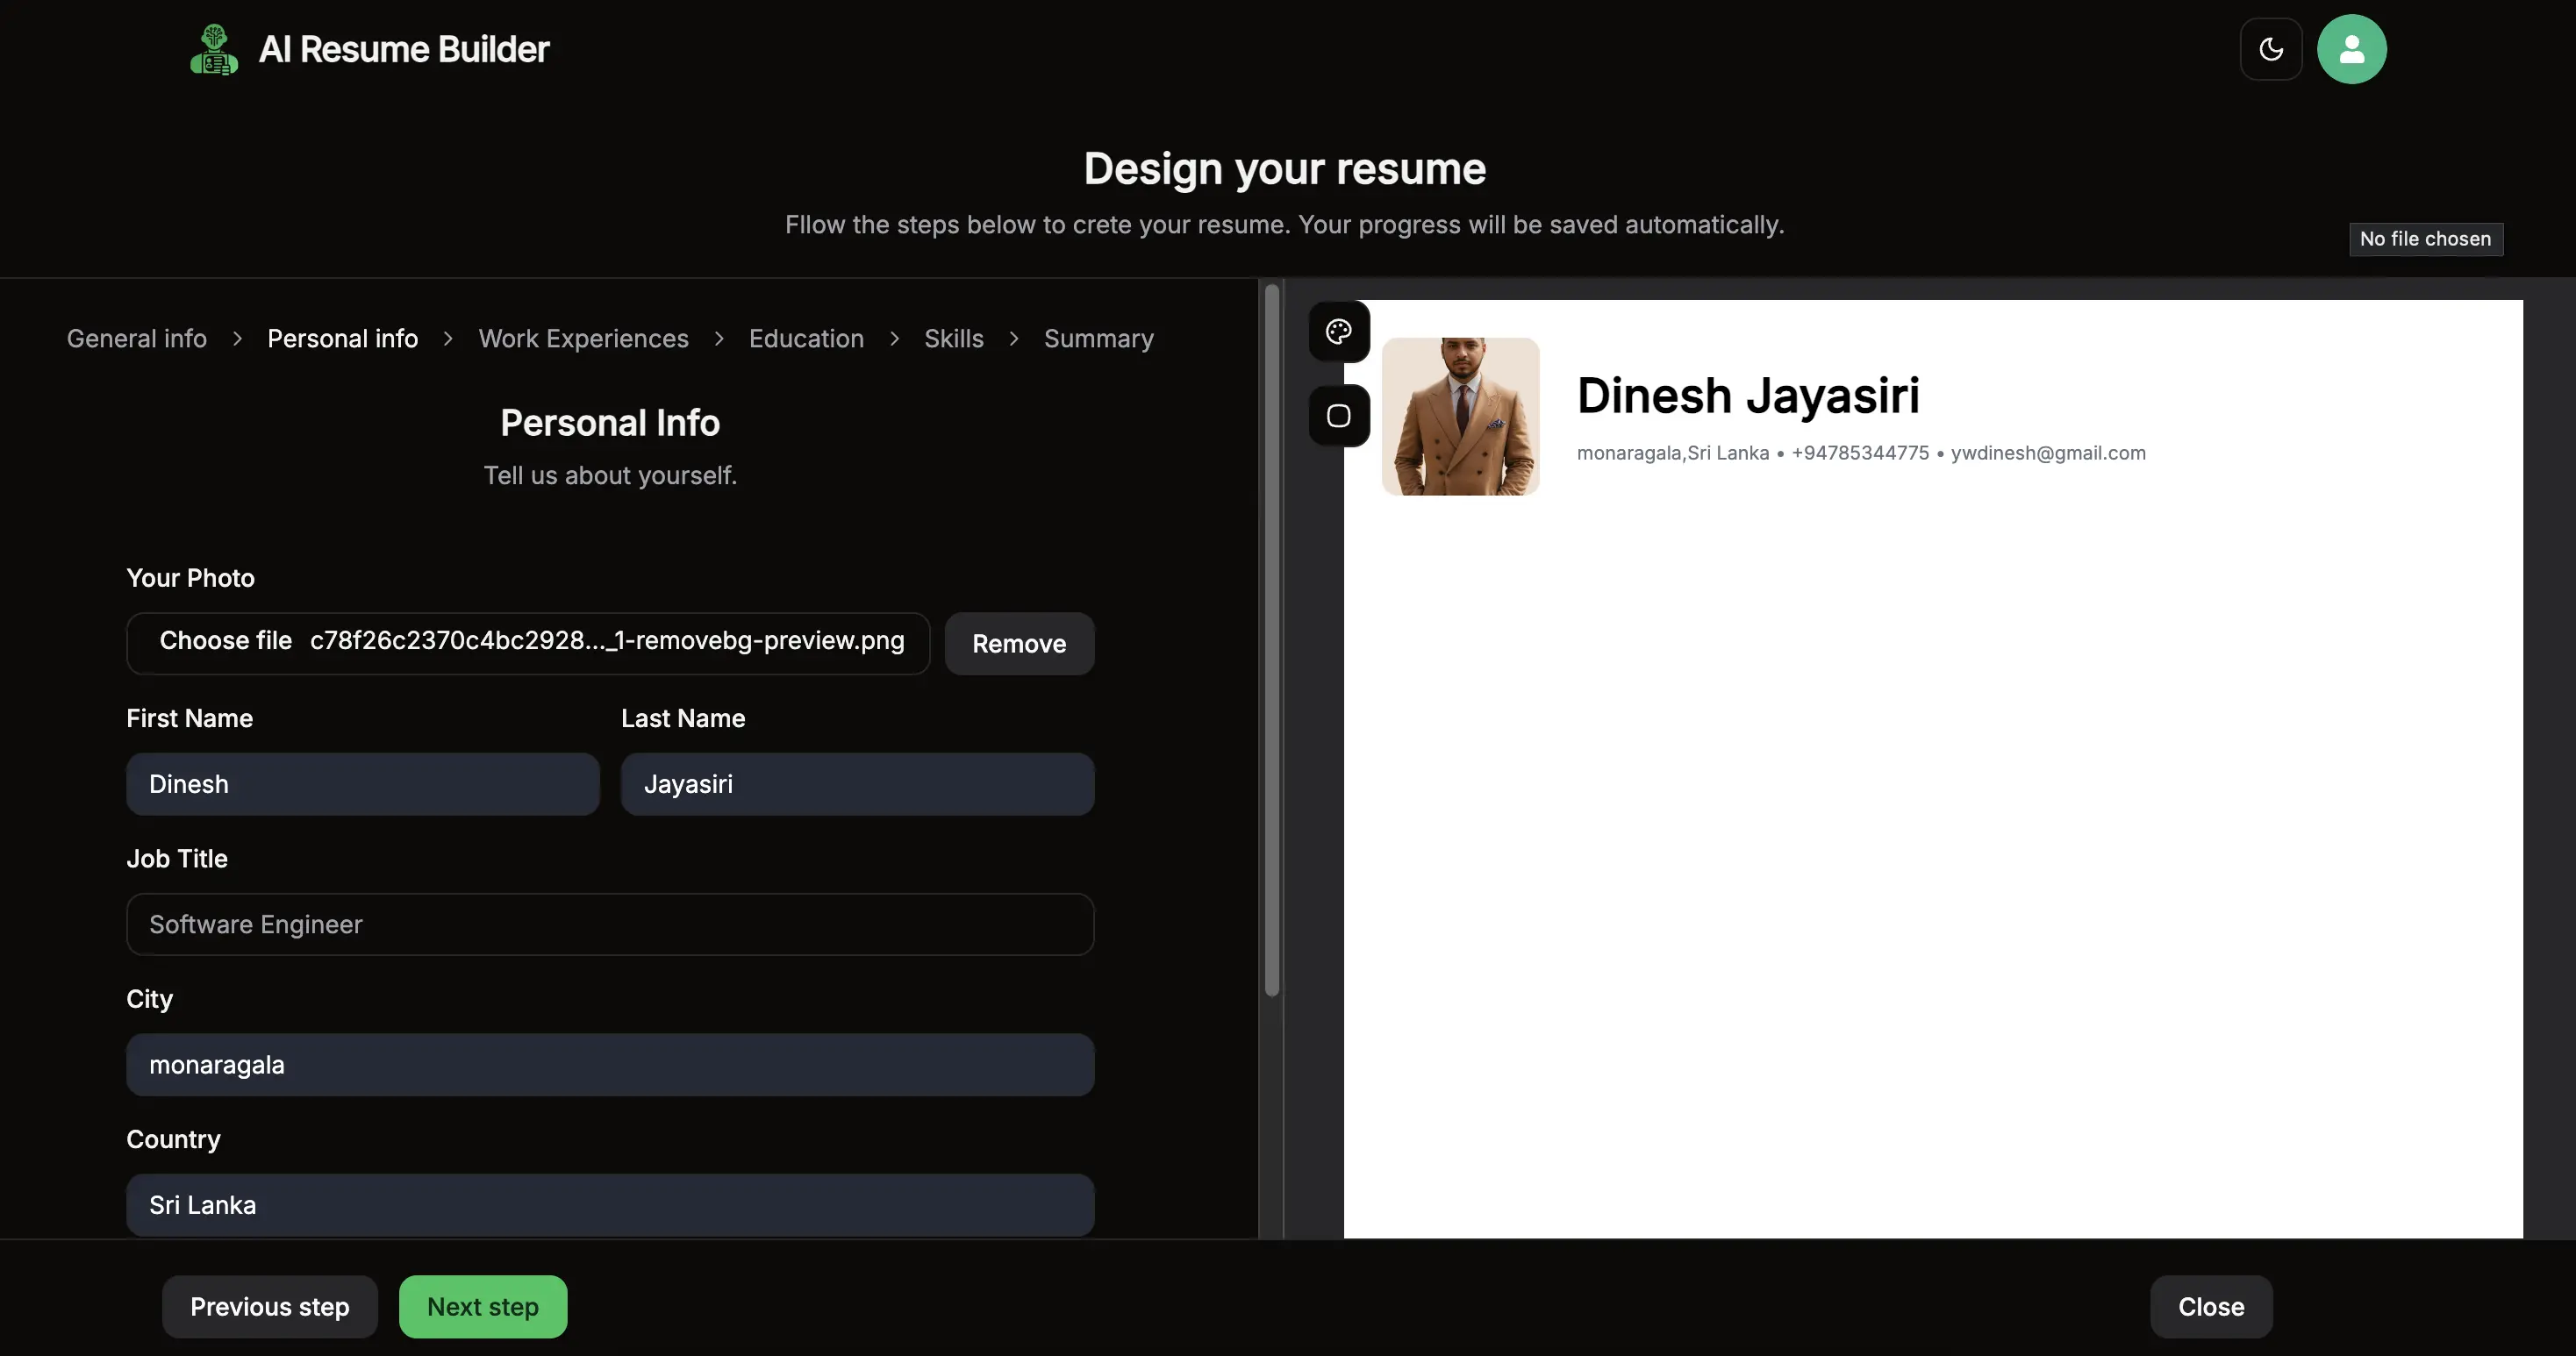 AI Resume Builder
Design your resume
Fllow the steps below to crete your resume. Your progress will be saved automatically.
No file chosen
General info > Personal info > Work Experiences > Education > Skills > Summary
Personal Info
Tell us about yourself.
Your Photo
Choose file c78f26c2370c4bc2928..._1-removebg-preview.png Remove
First Name Last Name
Dinesh Jayasiri
Job Title
Software Engineer
City
monaragala
Country
Sri Lanka
Previous step Next step Close
Dinesh Jayasiri
monaragala,Sri Lanka • +94785344775 • ywdinesh@gmail.com